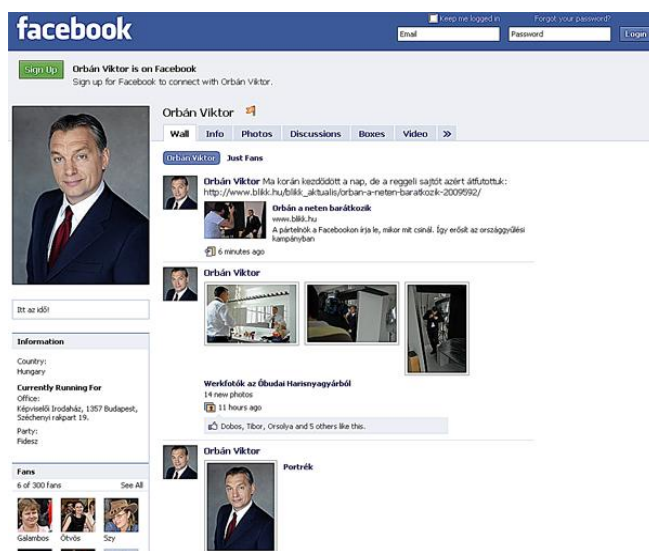 facebook
Keep me logged in
Forgot your password?
Email
Password
Login
Sign Up
Orbán Viktor is on Facebook
Sign up for Facebook to connect with Orbán Viktor.
Orbán Viktor
Wall Info Photos Discussions Boxes Video »
Orbán Viktor Just Fans
Orbán Viktor Ma korán kezdődött a nap, de a reggeli sajtót azért átfutottuk:
http://www.blikk.hu/blikk_aktualis/orban-a-neten-baratkozik-2009592/
Orbán a neten barátkozik
www.blikk.hu
A pártelnök a Facebookon írja le, mikor mit csinál. Így erősít az országgyűlési
kampányban
6 minutes ago
Orbán Viktor
Werkfotók az Óbudai Harisnyagyárból
14 new photos
11 hours ago
Dobos, Tibor, Orsolya and 5 others like this.
Orbán Viktor
Portrék
Itt az idő!
Information
Country:
Hungary
Currently Running For
Office:
Képviselői Irodaház, 1357 Budapest,
Széchenyi rakpart 19.
Party:
Fidesz
Fans
6 of 300 fans See All
Galambos Ötvös Szy